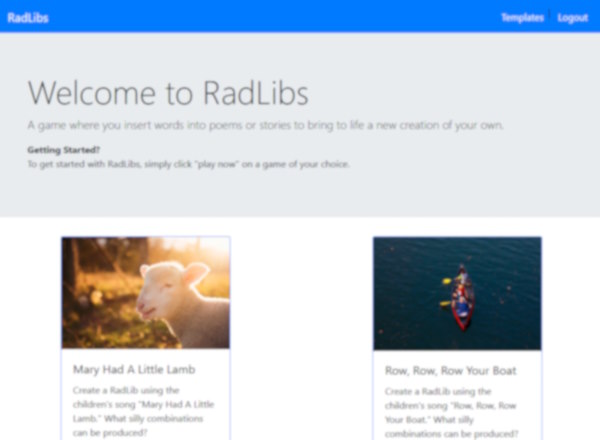 RadLibs
Templates
Logout
Welcome to RadLibs
A game where you insert words into poems or stories to bring to life a new creation of your own.
Getting Started?
To get started with RadLibs, simply click "play now" on a game of your choice.
Mary Had A Little Lamb
Create a RadLib using the
children's song "Mary Had A Little
Lamb." What silly combinations
can be produced?
Row, Row, Row Your Boat
Create a RadLib using the
children's song "Row, Row, Row
Your Boat." What silly
combinations can be produced?